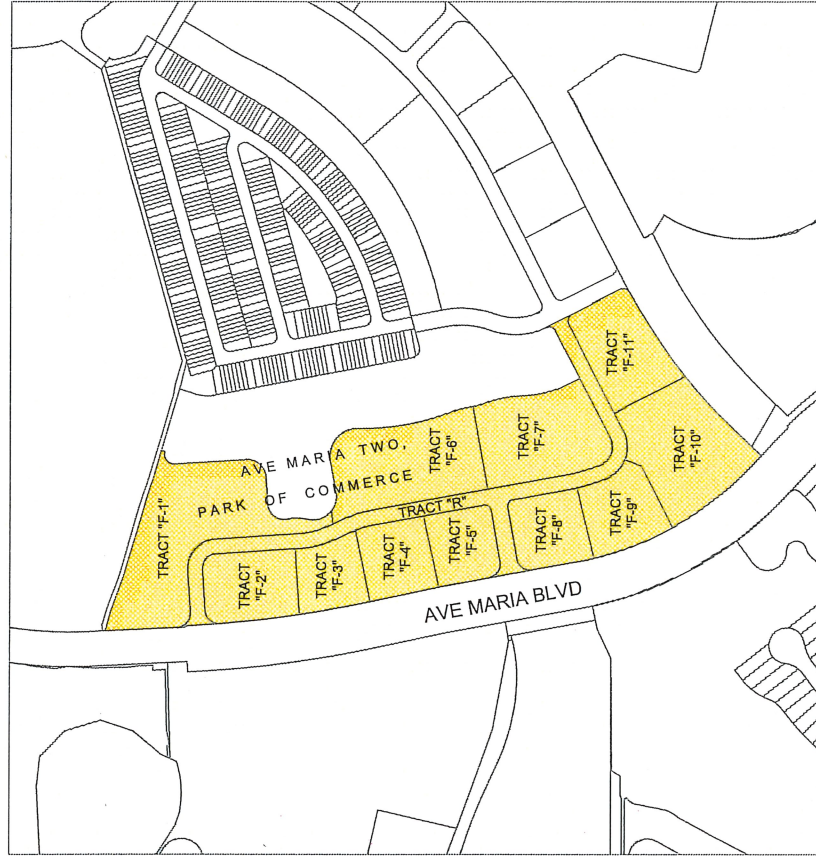 TRACT
"F-11"
TRACT
"F-10"
AVE MARIA TWO,
PARK OF COMMERCE
TRACT
"F-6"
TRACT
"F-7"
TRACT "F-1"
TRACT "R"
TRACT
"F-2"
TRACT
"F-3"
TRACT
"F-4"
TRACT
"F-5"
TRACT
"F-8"
TRACT
"F-9"
AVE MARIA BLVD